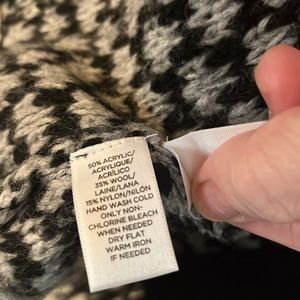 50% ACRYLIC/
ACRYLIQUE/
ACRÍLICO
35% WOOL/
LAINE/LANA
15% NYLON/NILÓN
HAND WASH COLD
ONLY NON-
CHLORINE BLEACH
WHEN NEEDED
DRY FLAT
WARM IRON
IF NEEDED